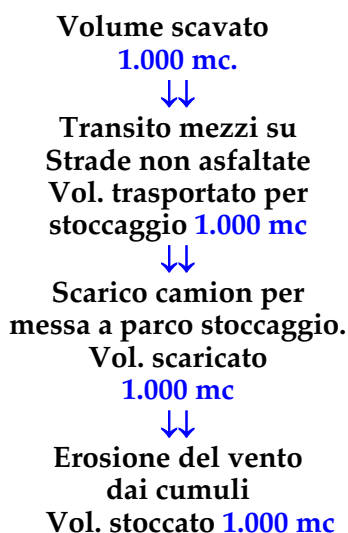 Volume scavato
1.000 mc.
↓↓
Transito mezzi su
Strade non asfaltate
Vol. trasportato per
stoccaggio 1.000 mc
↓↓
Scarico camion per
messa a parco stoccaggio.
Vol. scaricato
1.000 mc
↓↓
Erosione del vento
dai cumuli
Vol. stoccato 1.000 mc